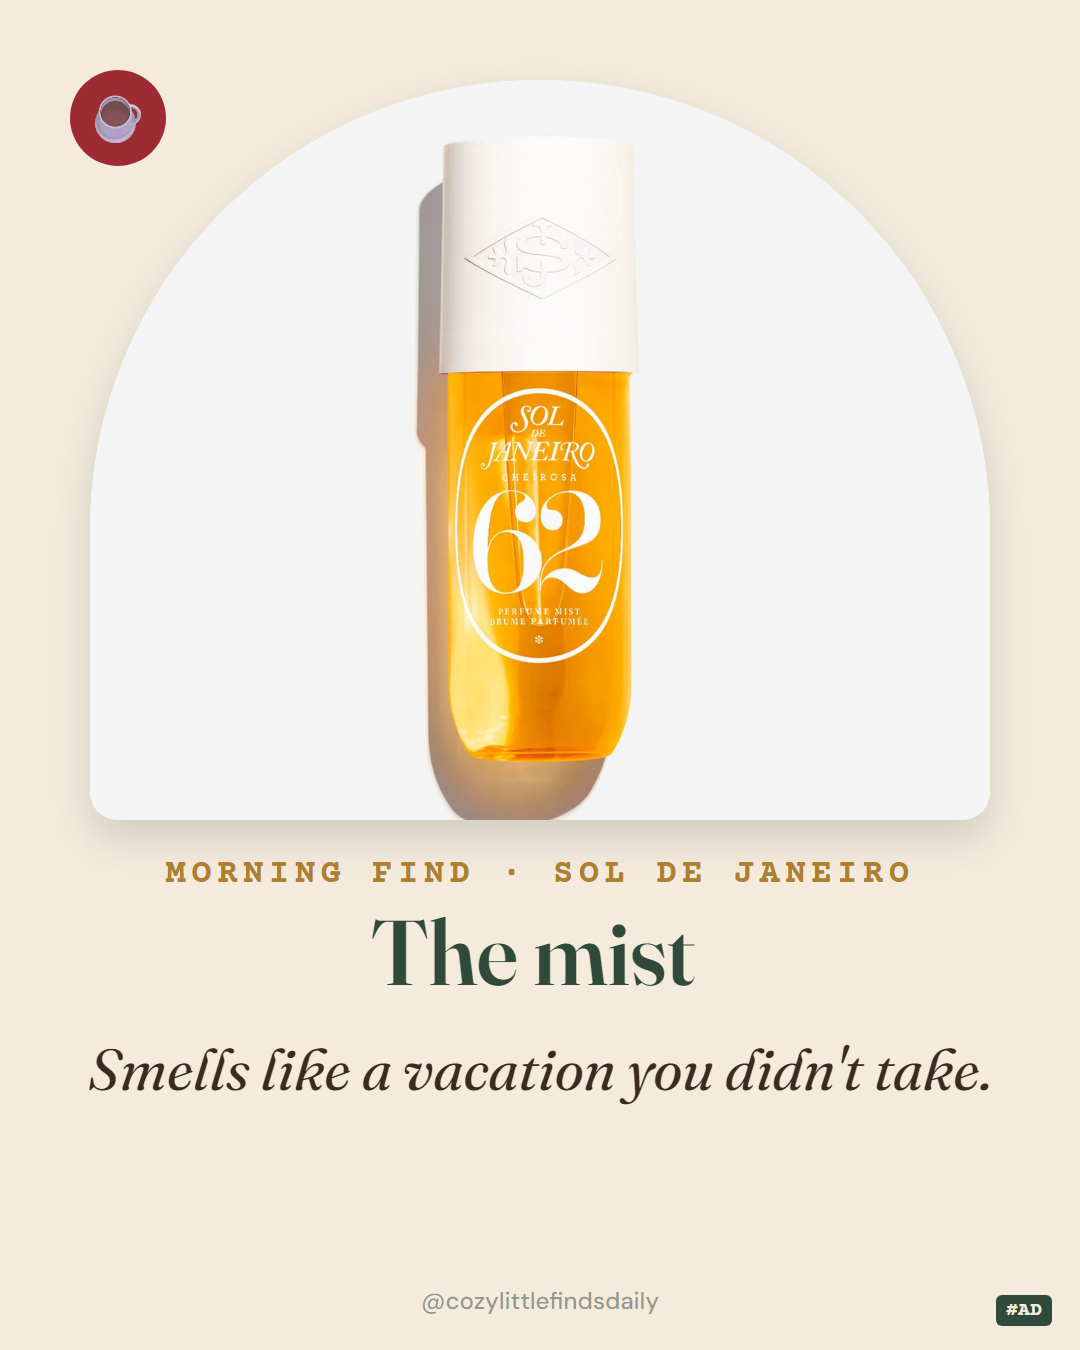 SOL
DE
JANEIRO
CHEIROSA
62
PERFUME MIST
BRUME PARFUMÉE
MORNING FIND · SOL DE JANEIRO
The mist
Smells like a vacation you didn't take.
@cozylittlefindsdaily
#AD